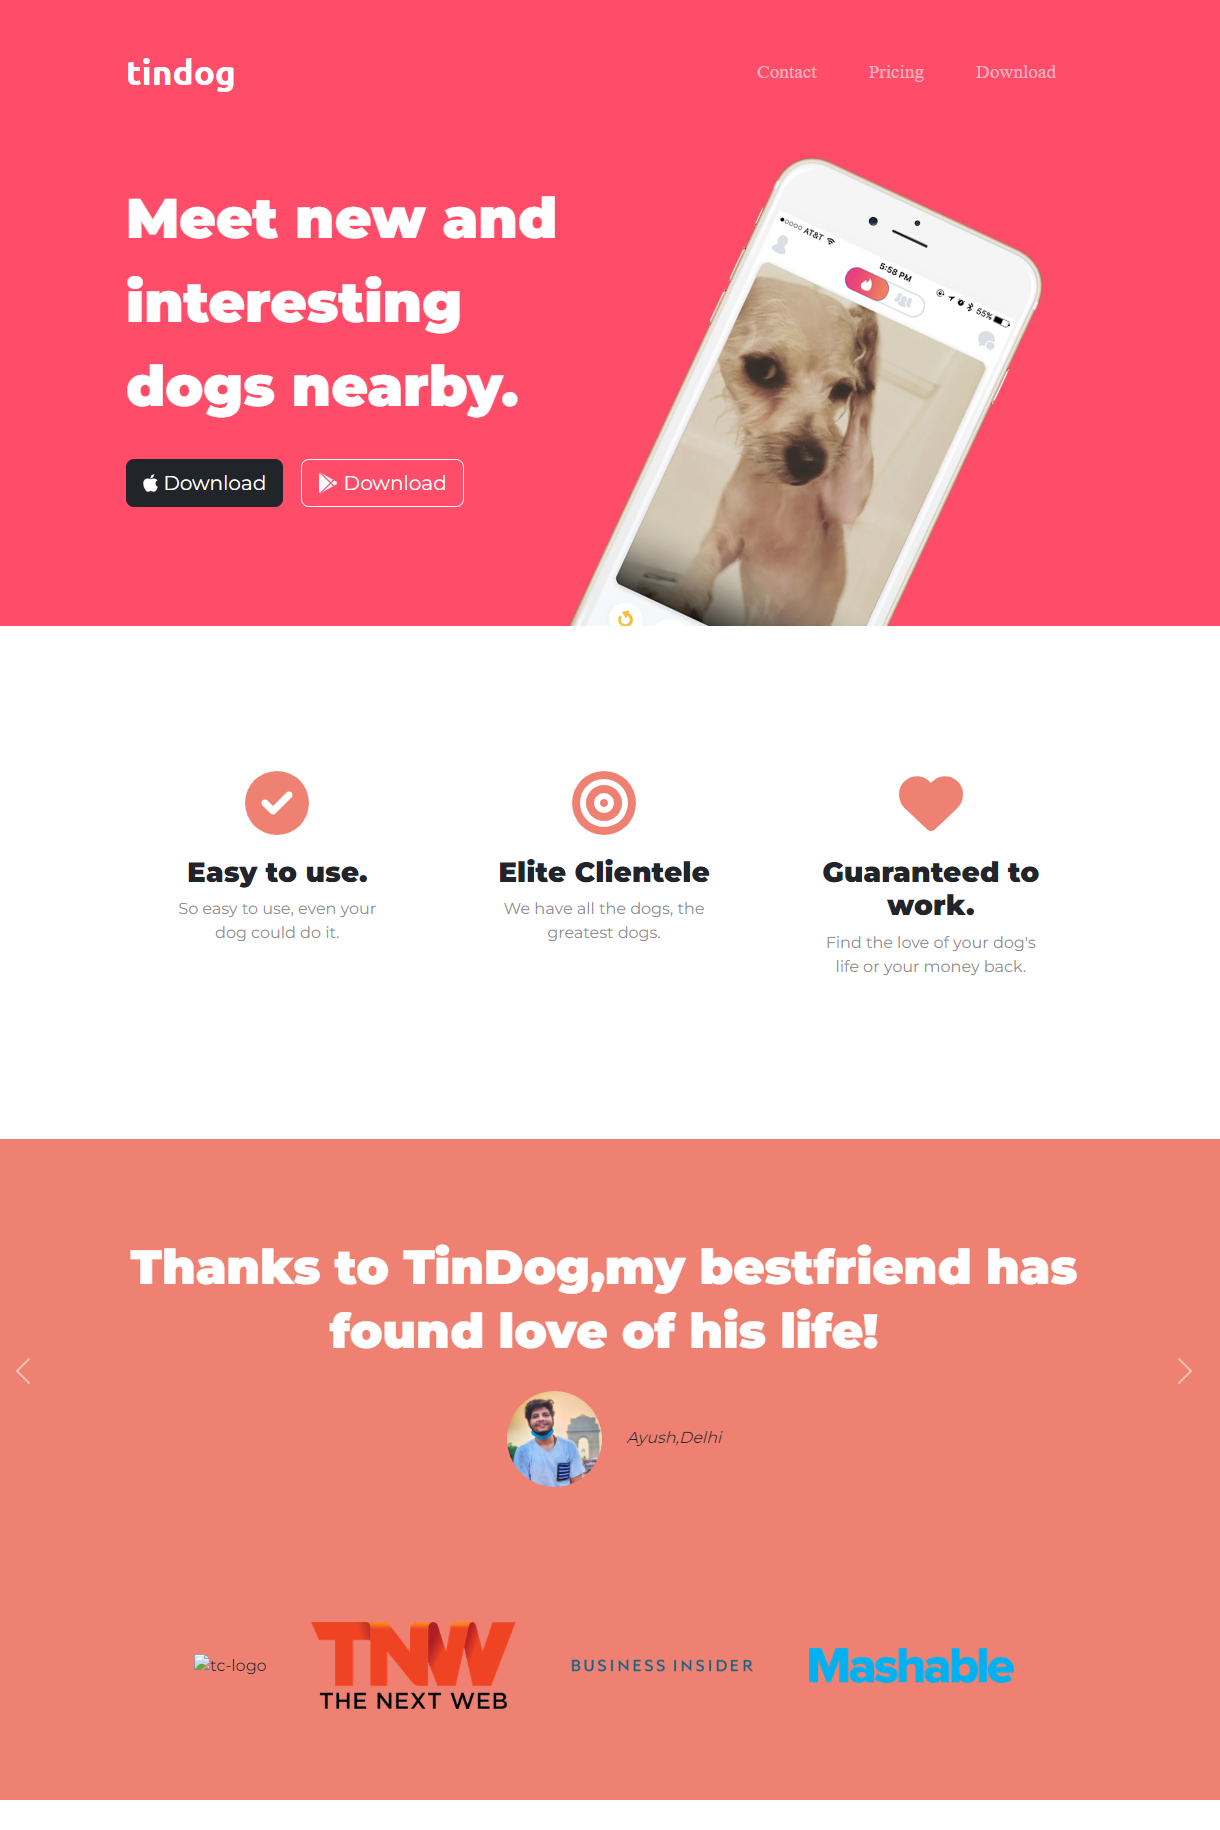 tindog
Contact Pricing Download
Meet new and
interesting
dogs nearby.
Download Download
●○○○○ AT&T
5:58 PM
55%
Easy to use.
So easy to use, even your
dog could do it.
Elite Clientele
We have all the dogs, the
greatest dogs.
Guaranteed to
work.
Find the love of your dog's
life or your money back.
Thanks to TinDog,my bestfriend has
found love of his life!
Ayush,Delhi
tc-logo
TNW
THE NEXT WEB
BUSINESS INSIDER
Mashable